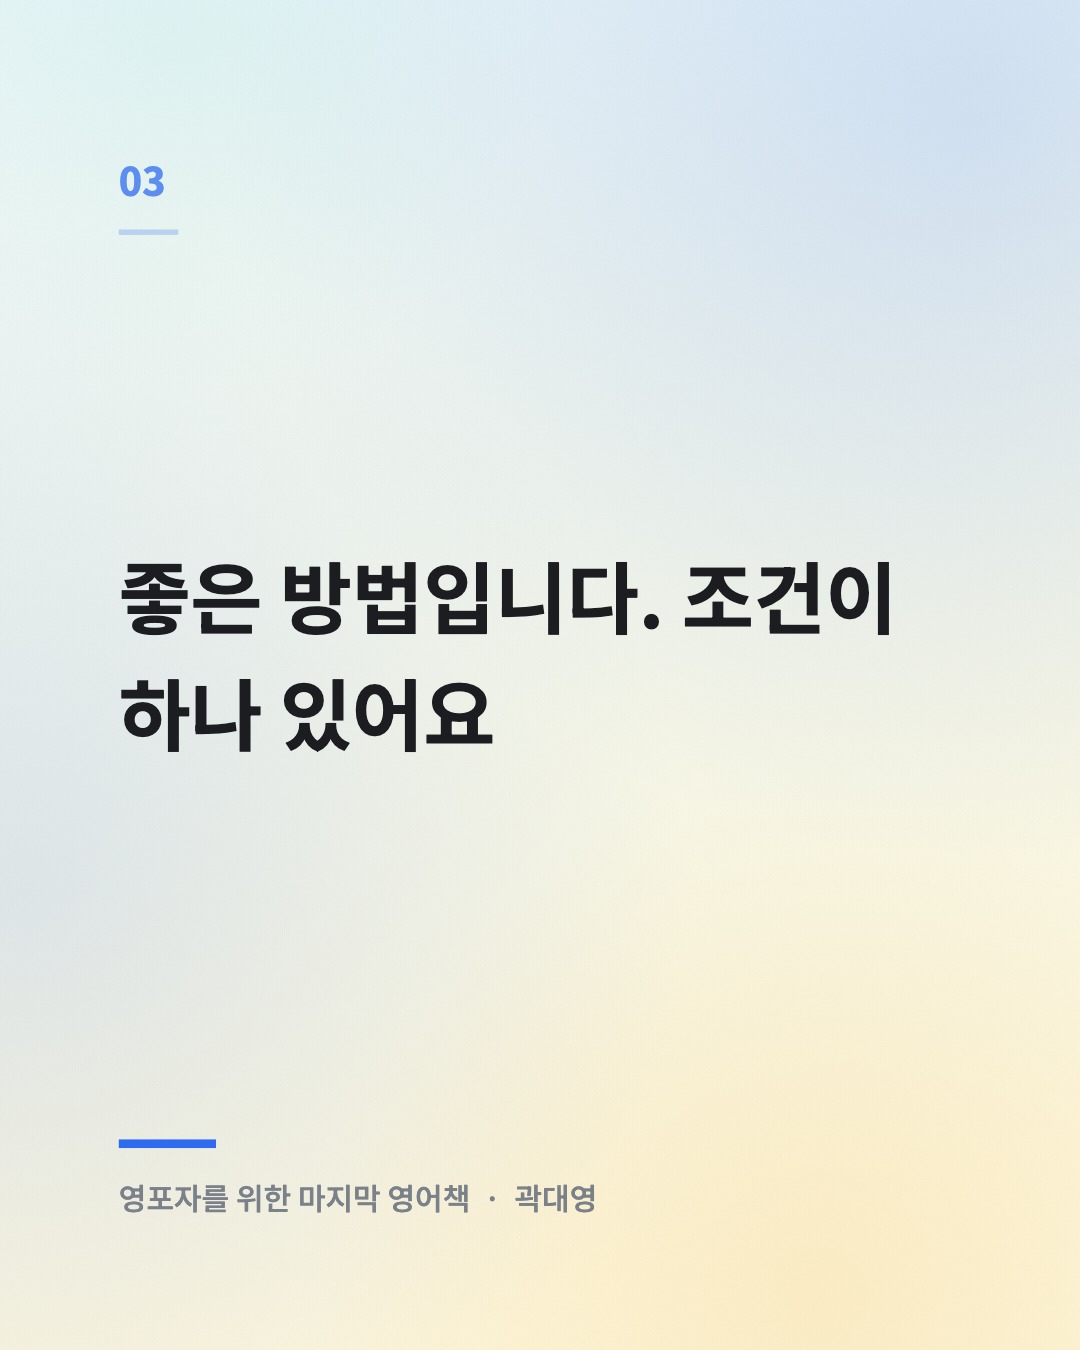 03
좋은 방법입니다. 조건이
하나 있어요
영포자를 위한 마지막 영어책 · 곽대영